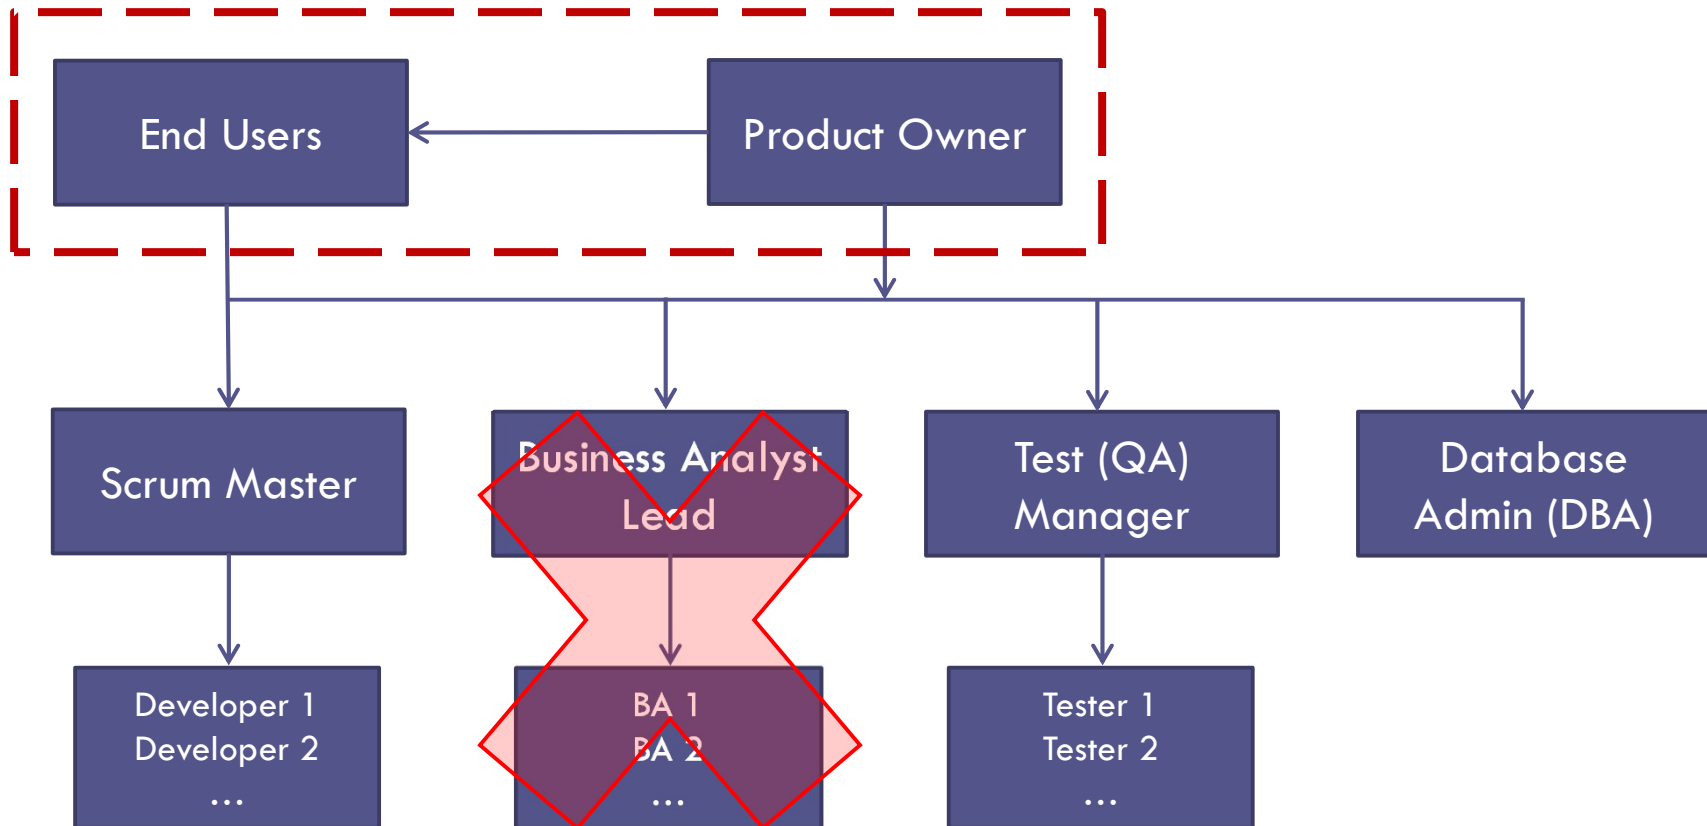 End Users
Product Owner
Scrum Master
Business Analyst
Lead
Test (QA)
Manager
Database
Admin (DBA)
Developer 1
Developer 2
...
BA 1
BA 2
...
Tester 1
Tester 2
...